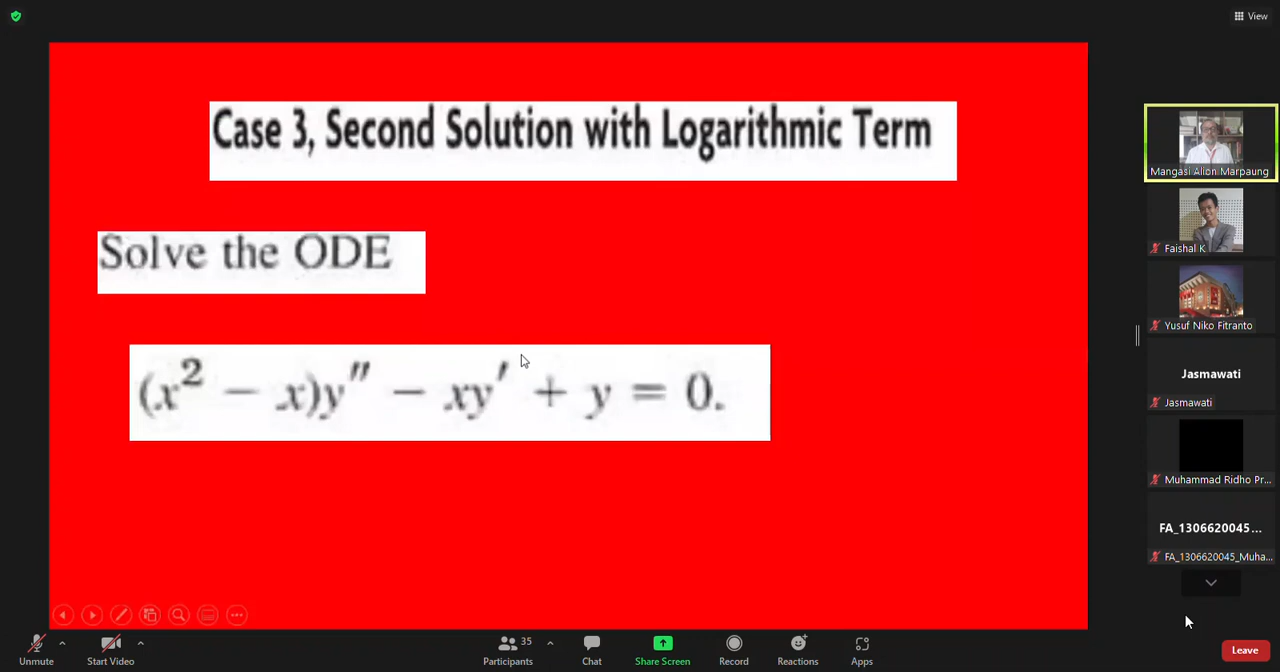 View
Case 3, Second Solution with Logarithmic Term
Solve the ODE
(x² − x)y″ − xy′ + y = 0.
Mangasi Alion Marpaung
Faishal K
Yusuf Niko Fitranto
Jasmawati
Jasmawati
Muhammad Ridho Pr...
FA_1306620045...
FA_1306620045_Muha...
Unmute
Start Video
Participants
35
Chat
Share Screen
Record
Reactions
Apps
Leave